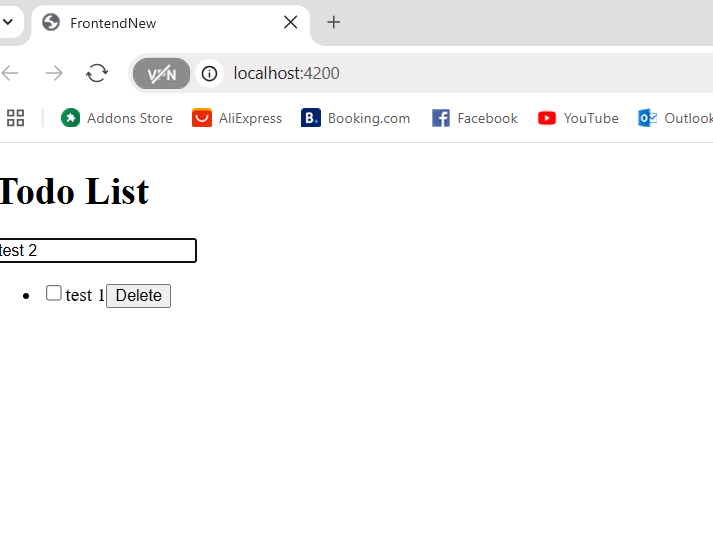 FrontendNew
VPN
localhost:4200
Addons Store
AliExpress
B.
Booking.com
Facebook
YouTube
Outlook
Todo List
test 2
test 1
Delete